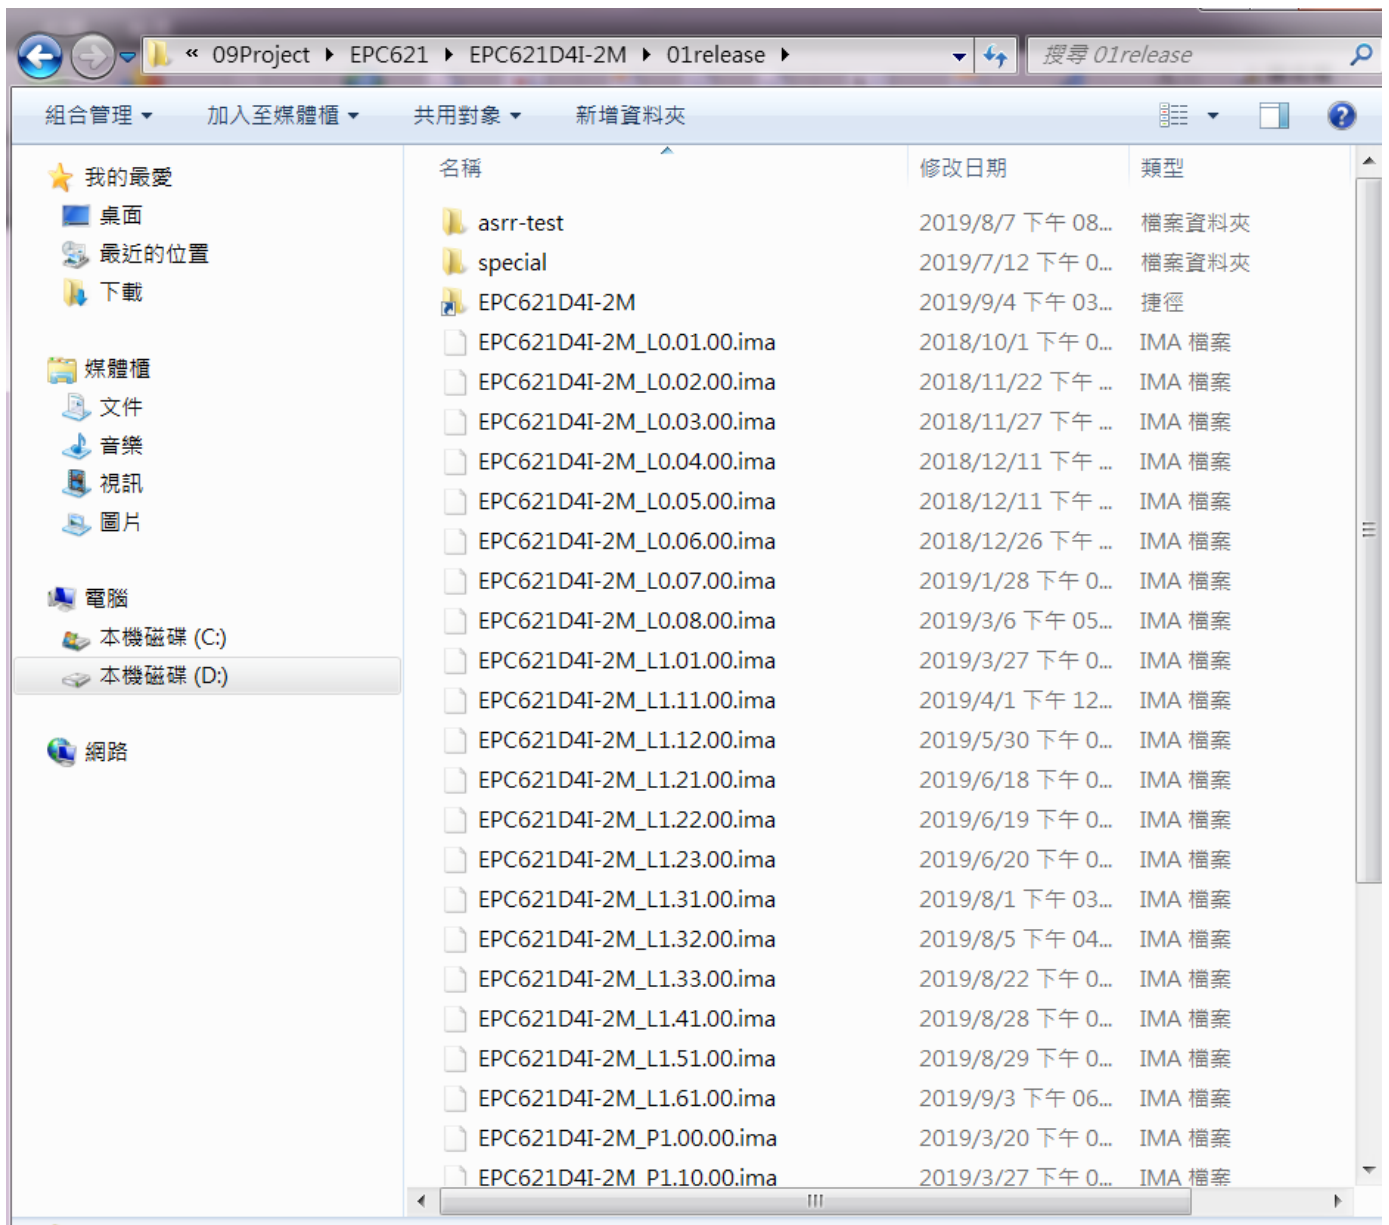 « 09Project EPC621 EPC621D4I-2M 01release 搜尋 01release
組合管理 加入至媒體櫃 共用對象 新增資料夾
我的最愛
桌面
最近的位置
下載
媒體櫃
文件
音樂
視訊
圖片
電腦
本機磁碟 (C:)
本機磁碟 (D:)
網路
名稱 修改日期 類型
asrr-test 2019/8/7 下午 08... 檔案資料夾
special 2019/7/12 下午 0... 檔案資料夾
EPC621D4I-2M 2019/9/4 下午 03... 捷徑
EPC621D4I-2M_L0.01.00.ima 2018/10/1 下午 0... IMA 檔案
EPC621D4I-2M_L0.02.00.ima 2018/11/22 下午 ... IMA 檔案
EPC621D4I-2M_L0.03.00.ima 2018/11/27 下午 ... IMA 檔案
EPC621D4I-2M_L0.04.00.ima 2018/12/11 下午 ... IMA 檔案
EPC621D4I-2M_L0.05.00.ima 2018/12/11 下午 ... IMA 檔案
EPC621D4I-2M_L0.06.00.ima 2018/12/26 下午 ... IMA 檔案
EPC621D4I-2M_L0.07.00.ima 2019/1/28 下午 0... IMA 檔案
EPC621D4I-2M_L0.08.00.ima 2019/3/6 下午 05... IMA 檔案
EPC621D4I-2M_L1.01.00.ima 2019/3/27 下午 0... IMA 檔案
EPC621D4I-2M_L1.11.00.ima 2019/4/1 下午 12... IMA 檔案
EPC621D4I-2M_L1.12.00.ima 2019/5/30 下午 0... IMA 檔案
EPC621D4I-2M_L1.21.00.ima 2019/6/18 下午 0... IMA 檔案
EPC621D4I-2M_L1.22.00.ima 2019/6/19 下午 0... IMA 檔案
EPC621D4I-2M_L1.23.00.ima 2019/6/20 下午 0... IMA 檔案
EPC621D4I-2M_L1.31.00.ima 2019/8/1 下午 03... IMA 檔案
EPC621D4I-2M_L1.32.00.ima 2019/8/5 下午 04... IMA 檔案
EPC621D4I-2M_L1.33.00.ima 2019/8/22 下午 0... IMA 檔案
EPC621D4I-2M_L1.41.00.ima 2019/8/28 下午 0... IMA 檔案
EPC621D4I-2M_L1.51.00.ima 2019/8/29 下午 0... IMA 檔案
EPC621D4I-2M_L1.61.00.ima 2019/9/3 下午 06... IMA 檔案
EPC621D4I-2M_P1.00.00.ima 2019/3/20 下午 0... IMA 檔案
EPC621D4I-2M_P1.10.00.ima 2019/3/27 下午 0... IMA 檔案